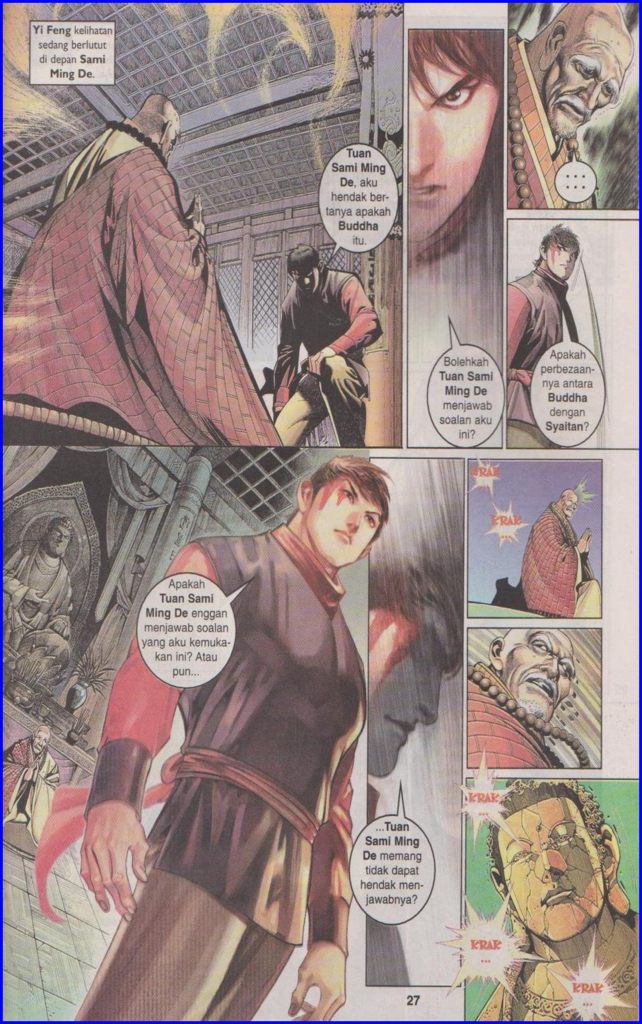 Yi Feng kelihatan
sedang berlutut
di depan Sami
Ming De.
Tuan
Sami Ming
De, aku
hendak ber-
tanya apakah
Buddha
itu.
Bolehkah
Tuan Sami
Ming De
menjawab
soalan aku
ini?
...
...
Apakah
perbezaan-
nya antara
Buddha
dengan
Syaitan?
Apakah
Tuan Sami
Ming De enggan
menjawab soalan
yang aku kemuka-
kan ini? Atau
pun...
...Tuan
Sami Ming
De memang
tidak dapat
hendak men-
jawabnya?
KRAK
KRAK
KRAK
...
KRAK
...
KRAK
...
27